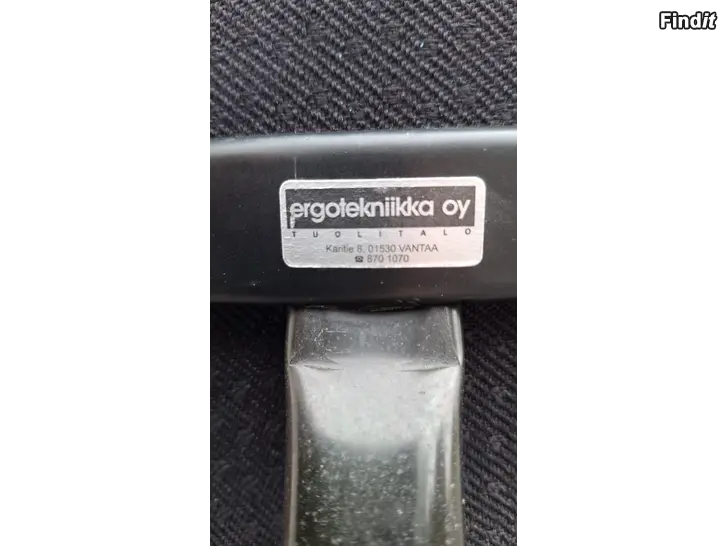 Findit
ergotekniikka oy
TUOLITALO
Karitie 8, 01530 VANTAA
☎ 870 1070